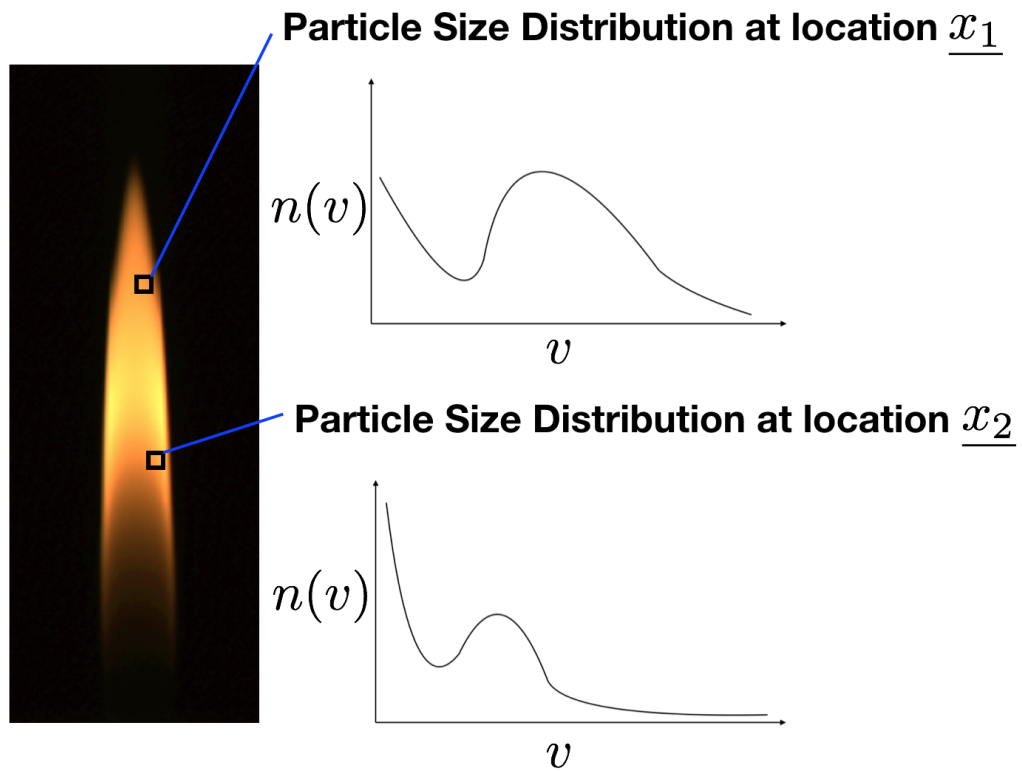 Particle Size Distribution at location x₁
n(v)
v
Particle Size Distribution at location x₂
n(v)
v